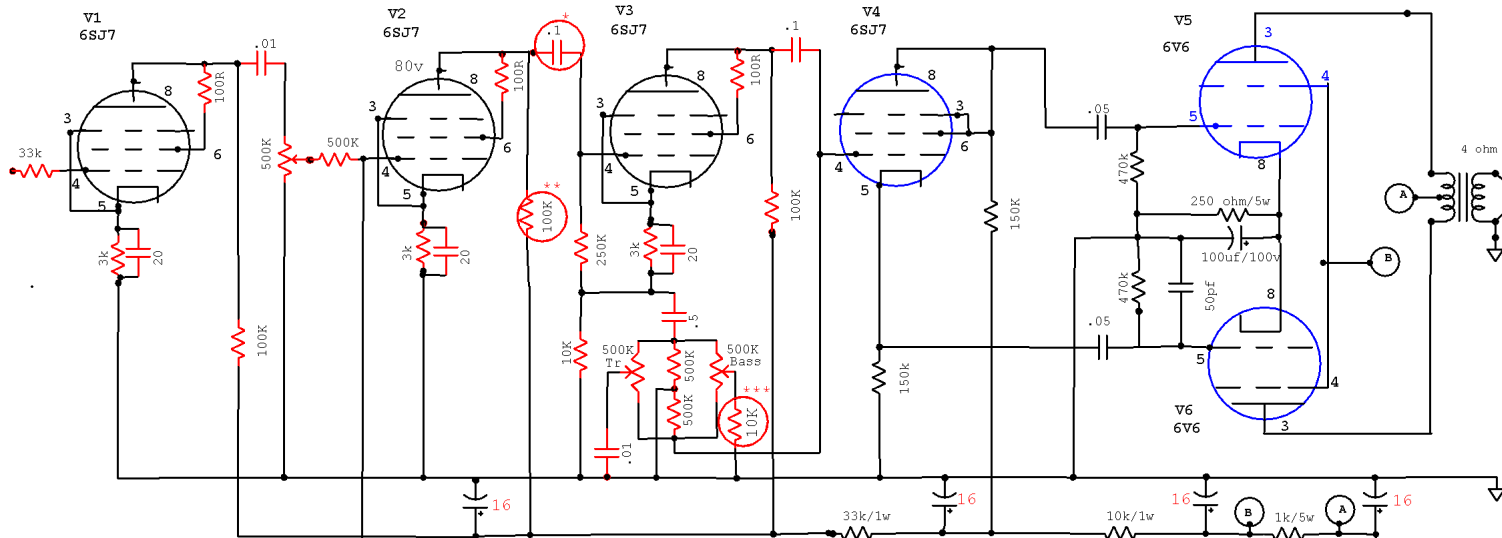 V1
6SJ7
V2
6SJ7
*
V3
6SJ7
V4
6SJ7
V5
6V6
.01
100R
8
3
6
4
5
33k
3k
20
100K
500K
500K
80v
100R
8
3
6
4
5
3k
20
.1
**
100K
250K
10K
100R
8
3
6
4
5
3k
20
.5
500K
Tr
500K
500K
500K
Bass
***
10K
.01
.1
100K
8
3
6
4
5
150K
150k
.05
.05
470k
470k
50pf
250 ohm/5w
100uf/100v
+
3
4
5
8
8
5
4
3
V6
6V6
A
B
4 ohm
16
+
33k/1w
16
+
10k/1w
16
+
B
1k/5w
A
16
+